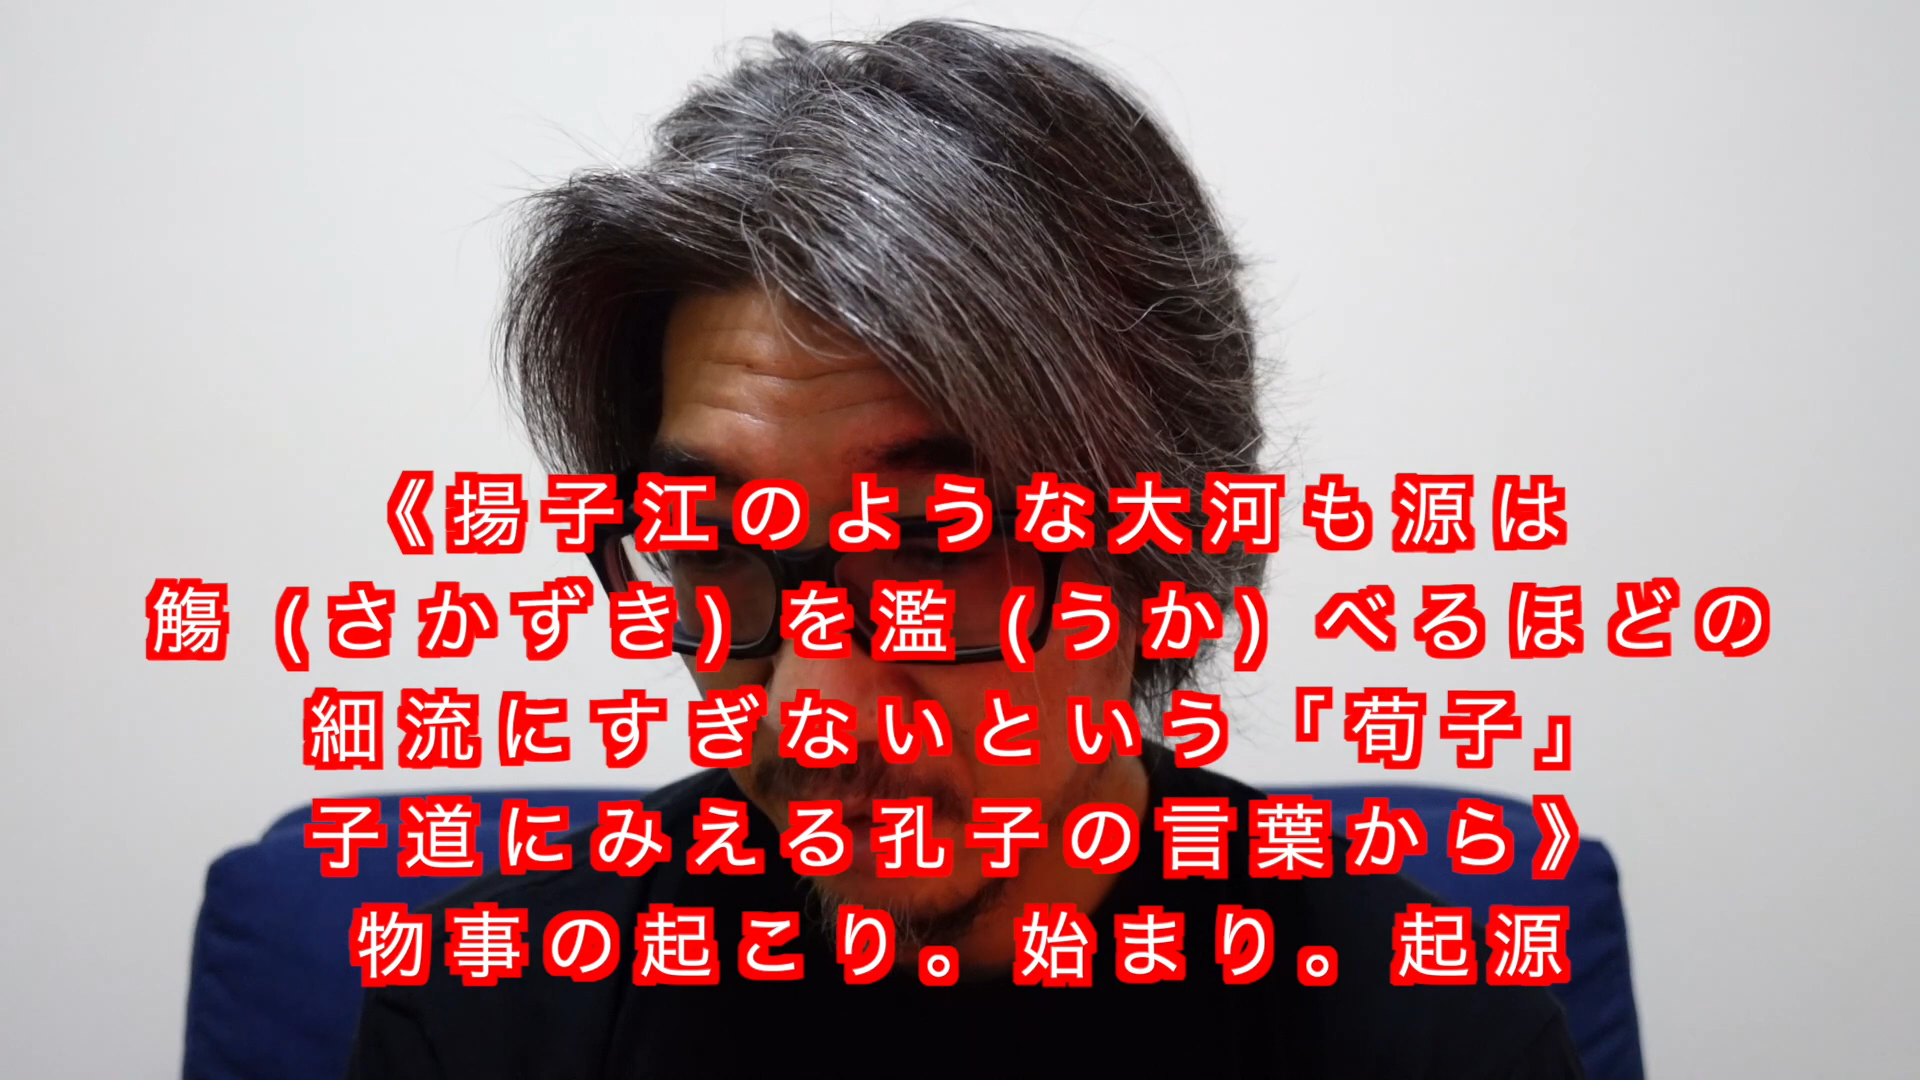 《揚子江のような大河も源は
觴(さかずき)を濫(うか)べるほどの
細流にすぎないという『荀子』
子道にみえる孔子の言葉から》
物事の起こり。始まり。起源